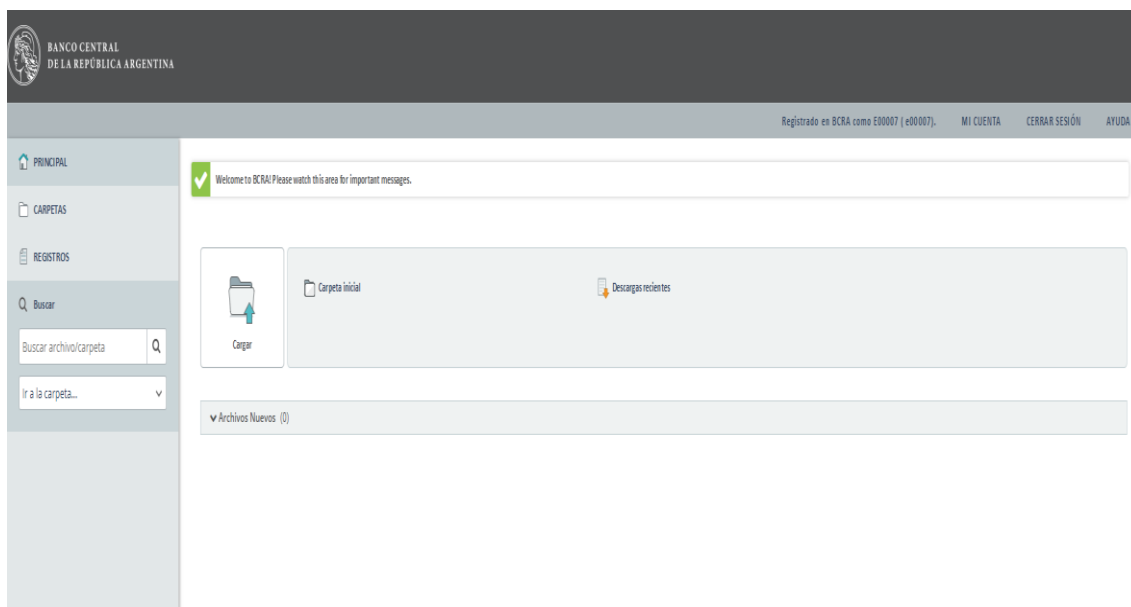 BANCO CENTRAL
DE LA REPÚBLICA ARGENTINA
Registrado en BCRA como E00007 ( e00007). MI CUENTA CERRAR SESIÓN AYUDA
PRINCIPAL
CARPETAS
REGISTROS
Buscar
Buscar archivo/carpeta
Ir a la carpeta...
Welcome to BCRA! Please watch this area for important messages.
Cargar
Carpeta inicial
Descargas recientes
Archivos Nuevos (0)